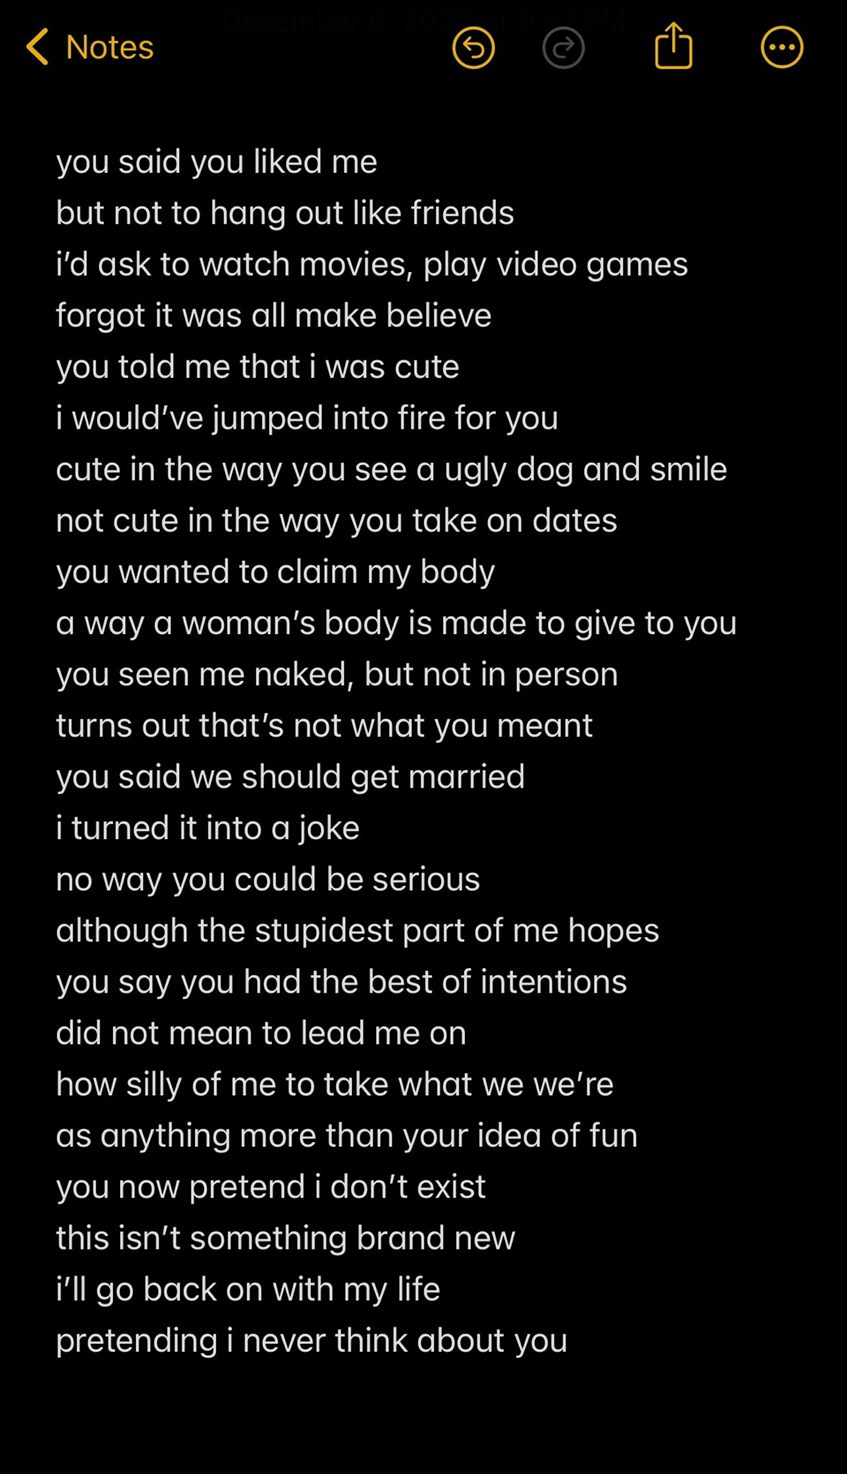 Notes
you said you liked me
but not to hang out like friends
i'd ask to watch movies, play video games
forgot it was all make believe
you told me that i was cute
i would've jumped into fire for you
cute in the way you see a ugly dog and smile
not cute in the way you take on dates
you wanted to claim my body
a way a woman's body is made to give to you
you seen me naked, but not in person
turns out that's not what you meant
you said we should get married
i turned it into a joke
no way you could be serious
although the stupidest part of me hopes
you say you had the best of intentions
did not mean to lead me on
how silly of me to take what we we're
as anything more than your idea of fun
you now pretend i don't exist
this isn't something brand new
i'll go back on with my life
pretending i never think about you